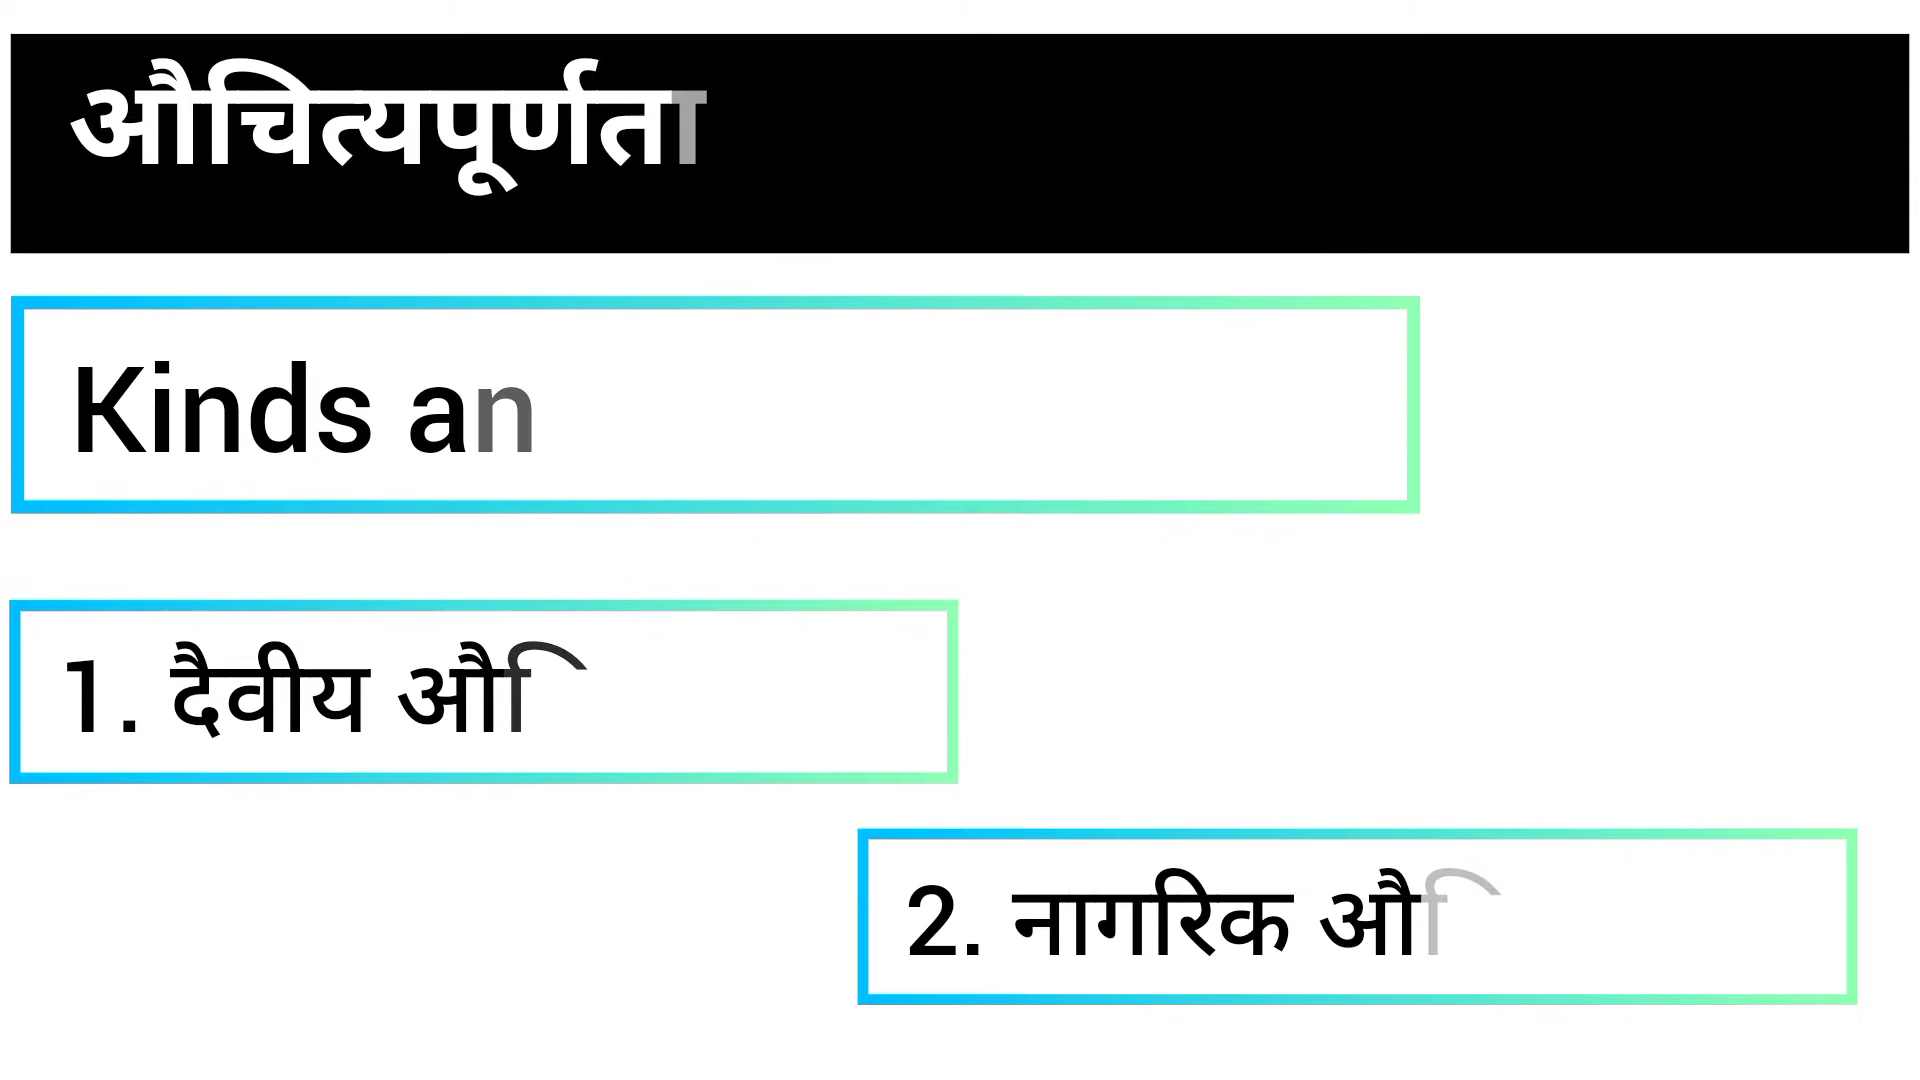 औचित्यपूर्णता
Kinds an
1. दैवीय औि
2. नागरिक औि